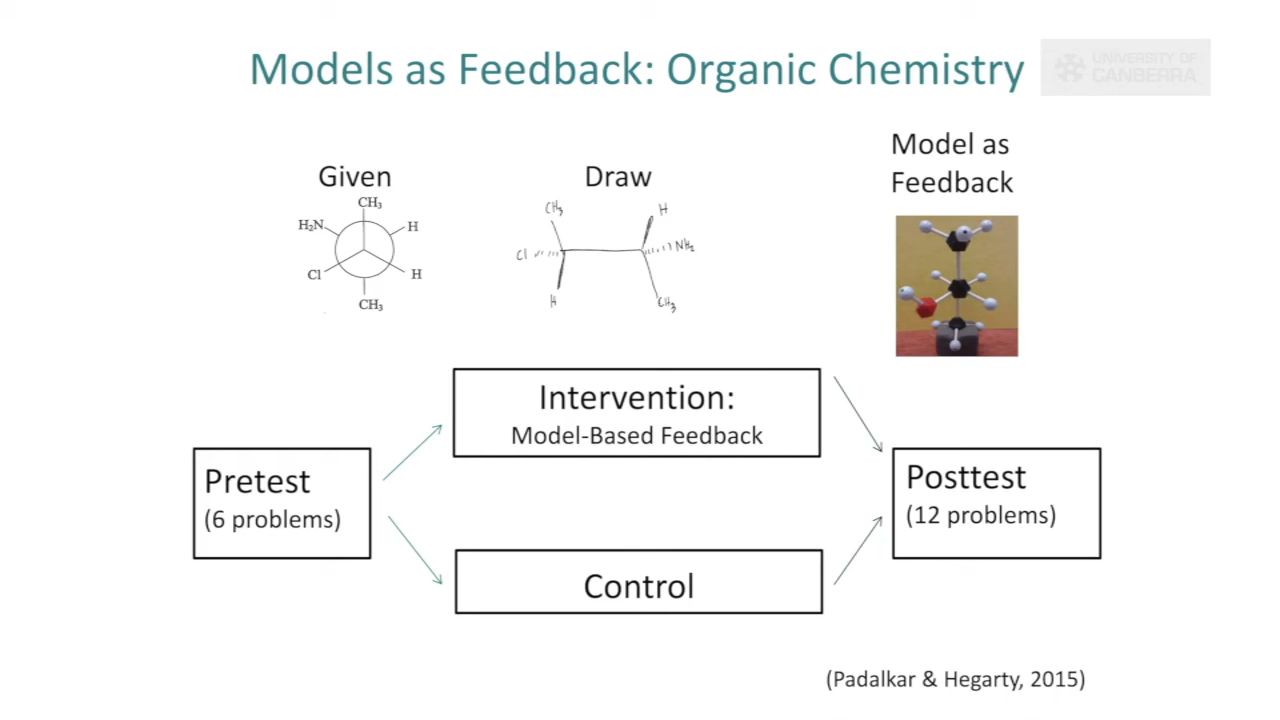 Models as Feedback: Organic Chemistry
UNIVERSITY OF
CANBERRA
Given
Draw
Model as
Feedback
CH₃
H₂N
H
Cl
H
CH₃
CH₃
H
Cl
NH₂
H
CH₃
Intervention:
Model-Based Feedback
Pretest
(6 problems)
Posttest
(12 problems)
Control
(Padalkar & Hegarty, 2015)